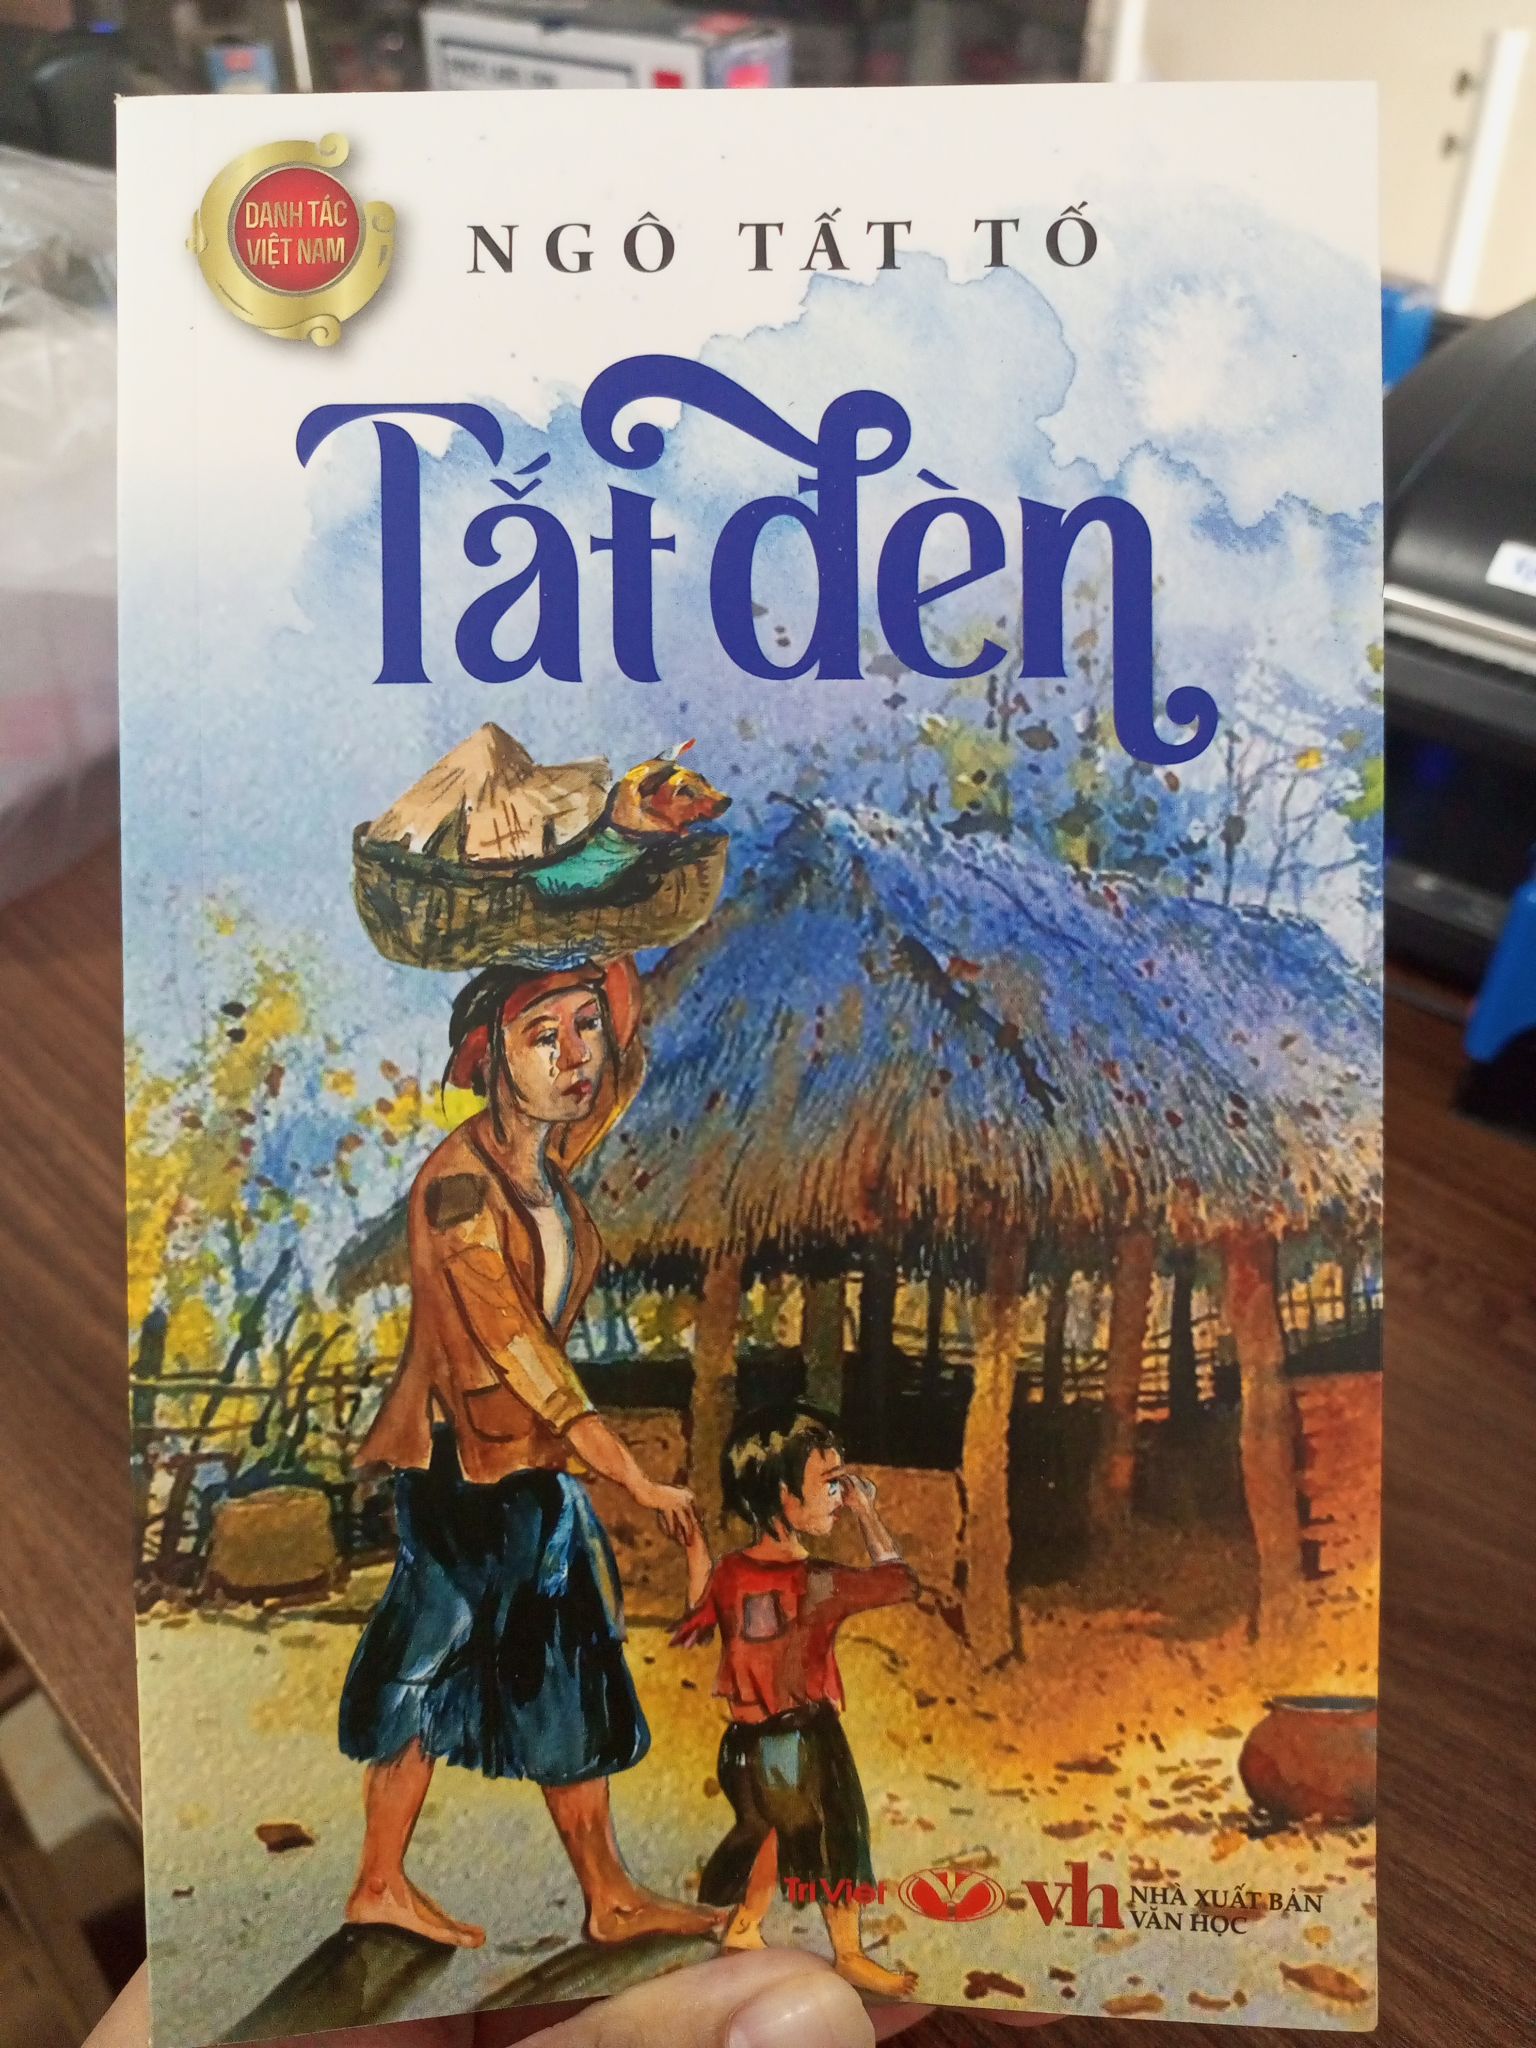 DANH TÁC
VIỆT NAM
NGÔ TẤT TỐ
Tắt đèn
Trí Việt
vh
NHÀ XUẤT BẢN
VĂN HỌC